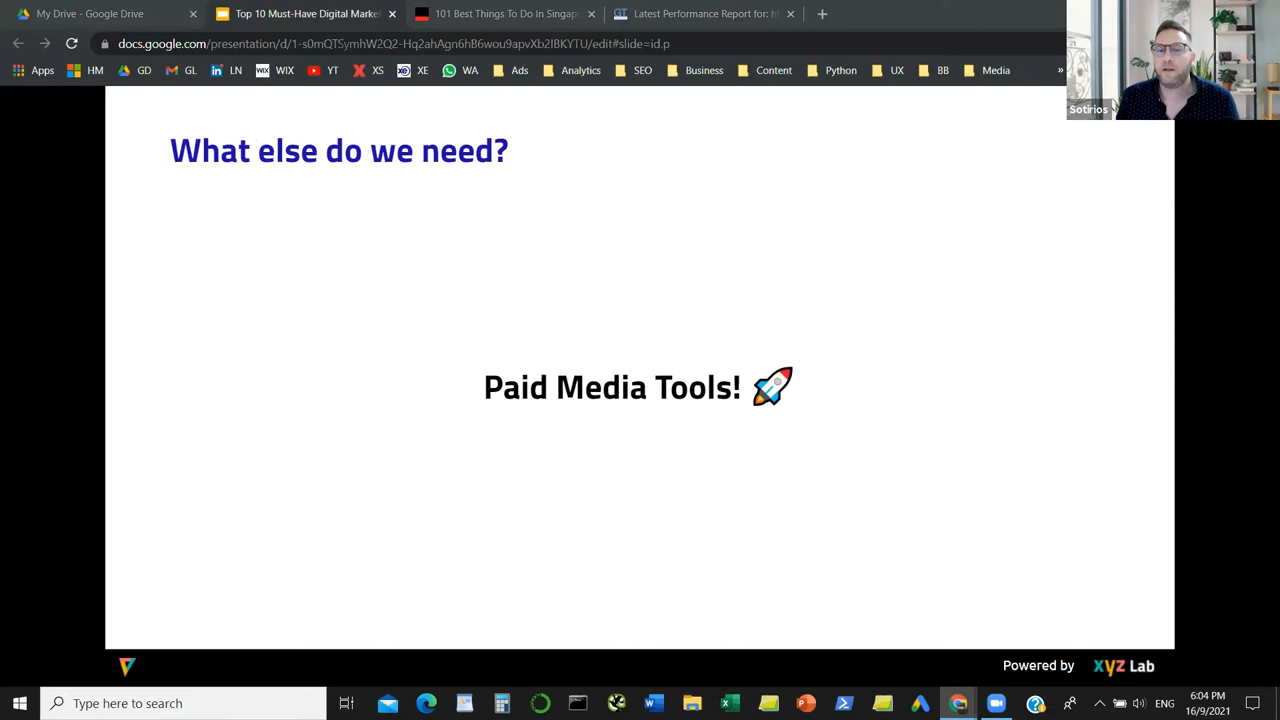 My Drive - Google Drive
Top 10 Must-Have Digital Market
101 Best Things To Do In Singap
GT
Latest Performance Report for: h
docs.google.com/presentation/d/1-s0mQTSymhW2Q2-Hq2ahAgn6hB6wou9apvXb2IBKYTU/edit#slide=id.p
Apps HM GD GL LN WIX WIX YT XS XE WA Ads Analytics SEO Business Content Python BB Media »
Sotirios
What else do we need?
Paid Media Tools! 🚀
Powered by XYZ Lab
Type here to search
ENG
6:04 PM
16/9/2021